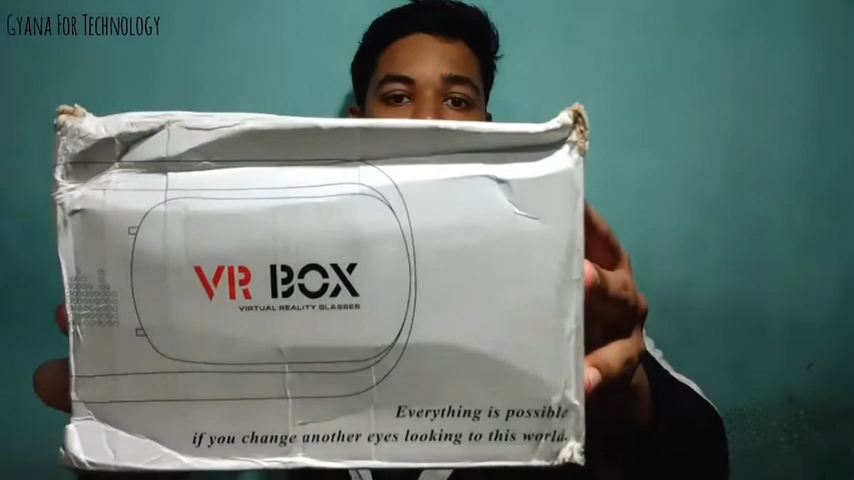 Gyana For Technology
VR BOX
VIRTUAL REALITY GLASSES
Everything is possible
if you change another eyes looking to this world.